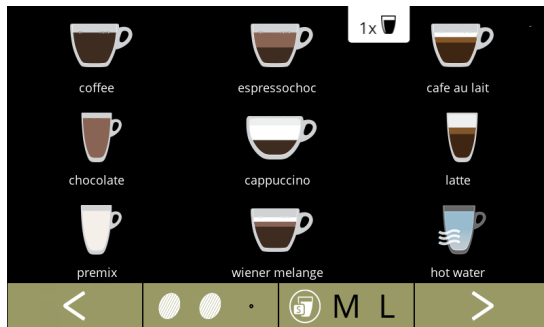 1x
coffee espressochoc cafe au lait
chocolate cappuccino latte
premix wiener melange hot water
< S M L >